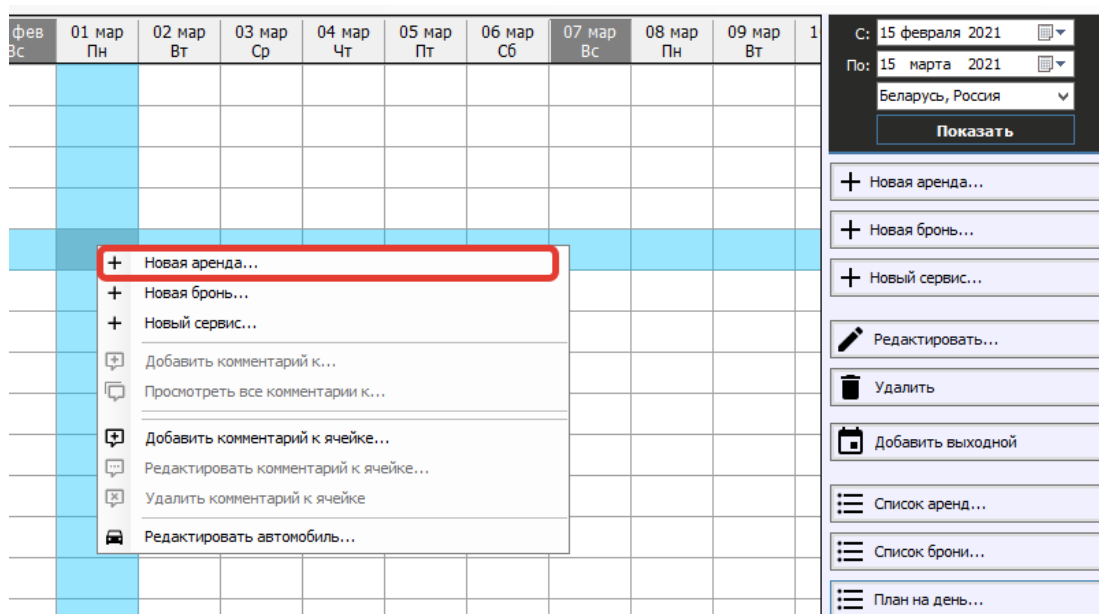 фев 01 мар 02 мар 03 мар 04 мар 05 мар 06 мар 07 мар 08 мар 09 мар 1
Вс Пн Вт Ср Чт Пт Сб Вс Пн Вт
С: 15 февраля 2021
По: 15 марта 2021
Беларусь, Россия
Показать
Новая аренда...
Новая бронь...
Новый сервис...
Редактировать...
Удалить
Добавить выходной
Список аренд...
Список брони...
План на день...
Новая аренда...
Новая бронь...
Новый сервис...
Добавить комментарий к...
Просмотреть все комментарии к...
Добавить комментарий к ячейке...
Редактировать комментарий к ячейке...
Удалить комментарий к ячейке
Редактировать автомобиль...